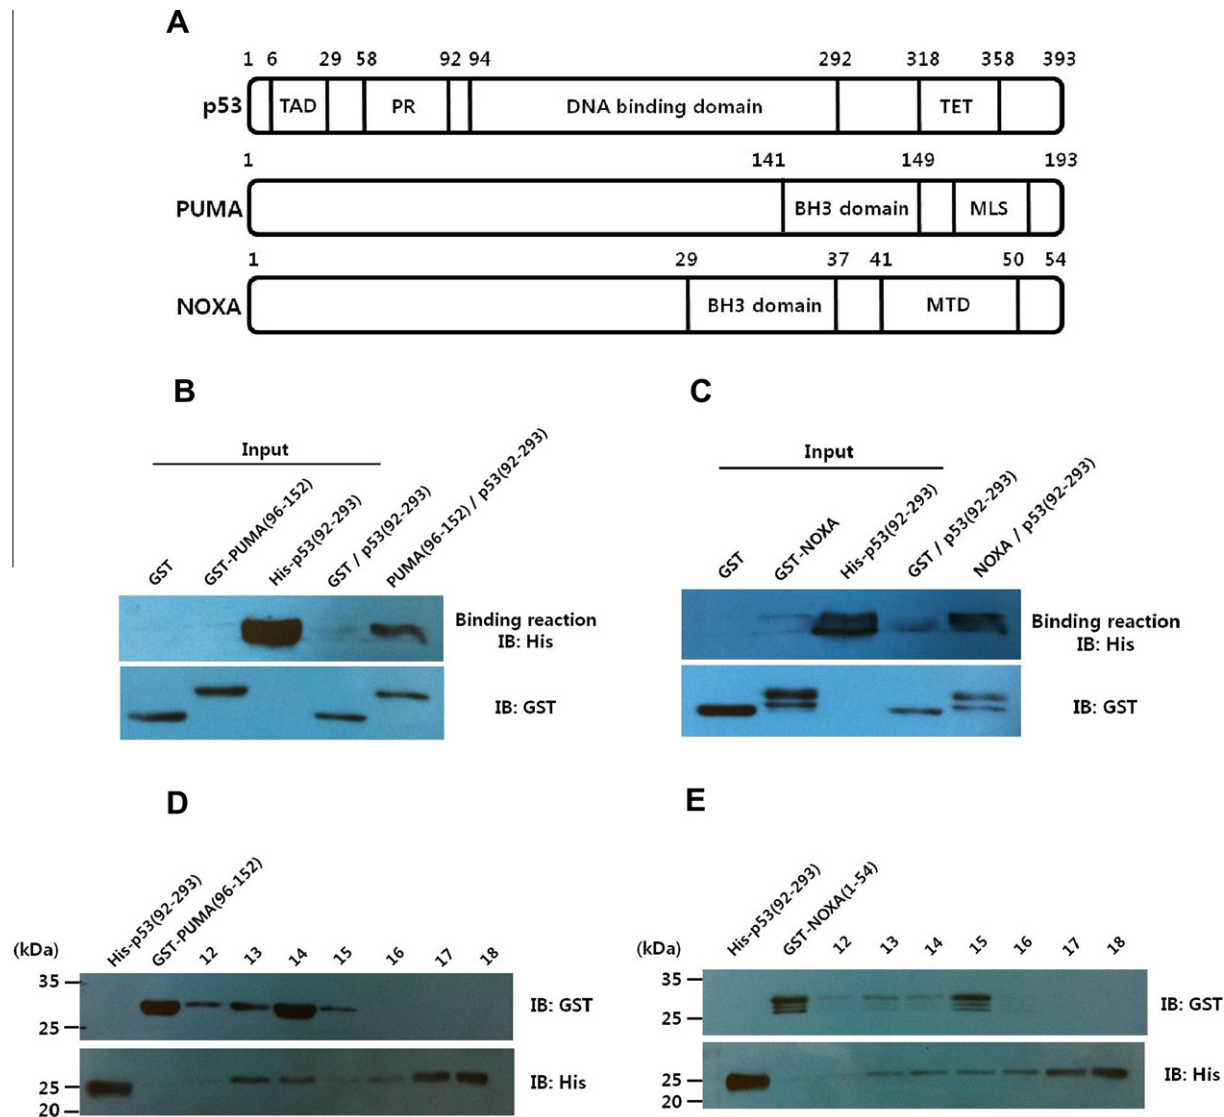 A
1 6 29 58 92 94 292 318 358 393
p53 TAD PR DNA binding domain TET
1 141 149 193
PUMA BH3 domain MLS
1 29 37 41 50 54
NOXA BH3 domain MTD
B
Input
GST
GST-PUMA(96-152)
His-p53(92-293)
GST / p53(92-293)
PUMA(96-152) / p53(92-293)
Binding reaction
IB: His
IB: GST
C
Input
GST
GST-NOXA
His-p53(92-293)
GST / p53(92-293)
NOXA / p53(92-293)
Binding reaction
IB: His
IB: GST
D
(kDa)
His-p53(92-293)
GST-PUMA(96-152)
12 13 14 15 16 17 18
35
25
IB: GST
25
20
IB: His
E
(kDa)
His-p53(92-293)
GST-NOXA(1-54)
12 13 14 15 16 17 18
35
25
IB: GST
25
20
IB: His